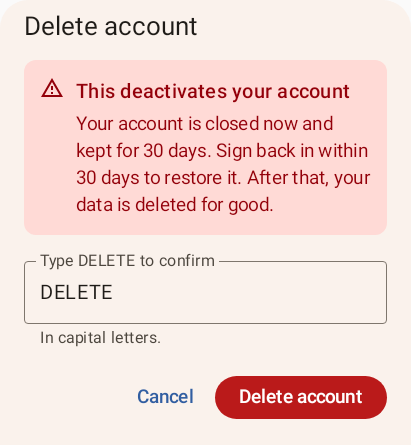 Delete account
This deactivates your account
Your account is closed now and
kept for 30 days. Sign back in within
30 days to restore it. After that, your
data is deleted for good.
Type DELETE to confirm
DELETE
In capital letters.
Cancel
Delete account